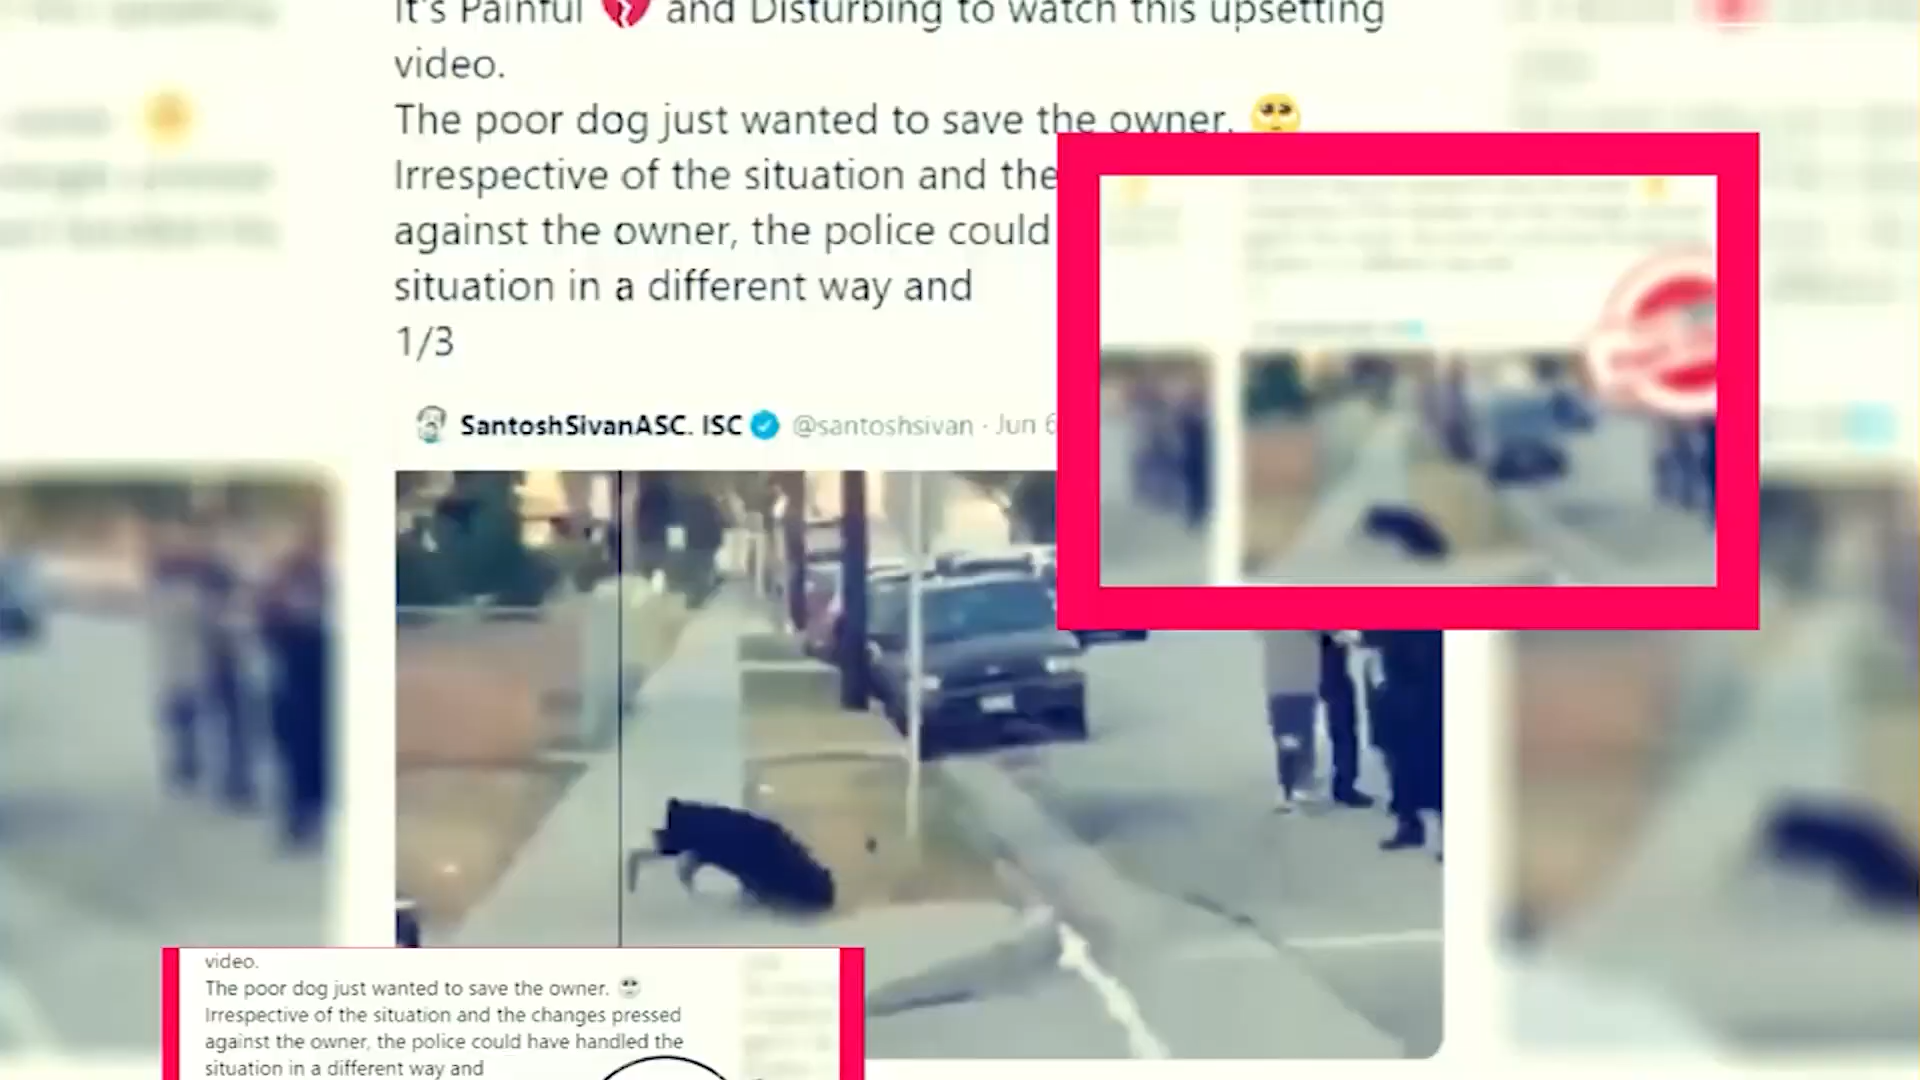 It's Painful 💔 and Disturbing to watch this upsetting
video.
The poor dog just wanted to save the owner. 🥺
Irrespective of the situation and the
against the owner, the police could
situation in a different way and
1/3
SantoshSivanASC. ISC @santoshsivan · Jun 6
video.
The poor dog just wanted to save the owner. 🥺
Irrespective of the situation and the changes pressed
against the owner, the police could have handled the
situation in a different way and